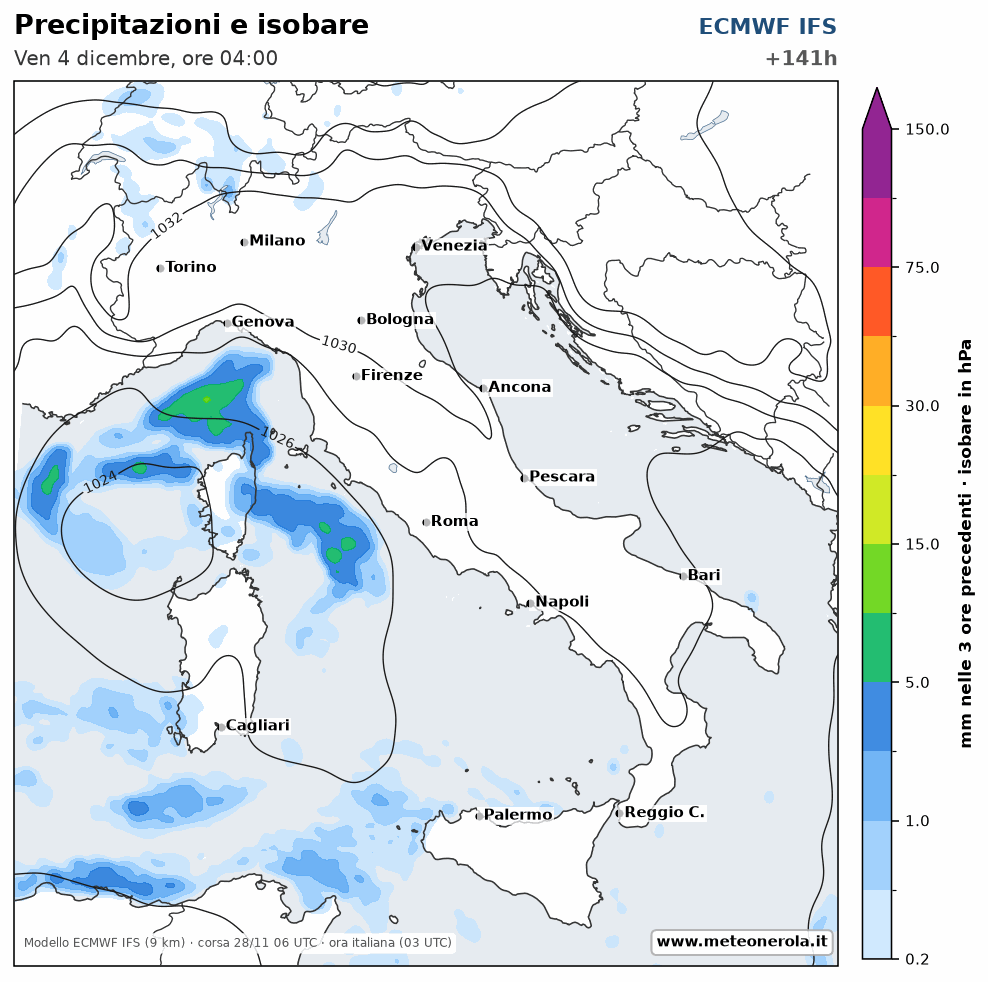 Precipitazioni e isobare
ECMWF IFS
Ven 4 dicembre, ore 04:00
+141h
150.0
75.0
30.0
15.0
5.0
1.0
0.2
mm nelle 3 ore precedenti · isobare in hPa
1032
Milano
Venezia
Torino
Genova
Bologna
1030
Firenze
Ancona
1026
1024
Pescara
Roma
Bari
Napoli
Cagliari
Palermo
Reggio C.
Modello ECMWF IFS (9 km) · corsa 28/11 06 UTC · ora italiana (03 UTC)
www.meteonerola.it